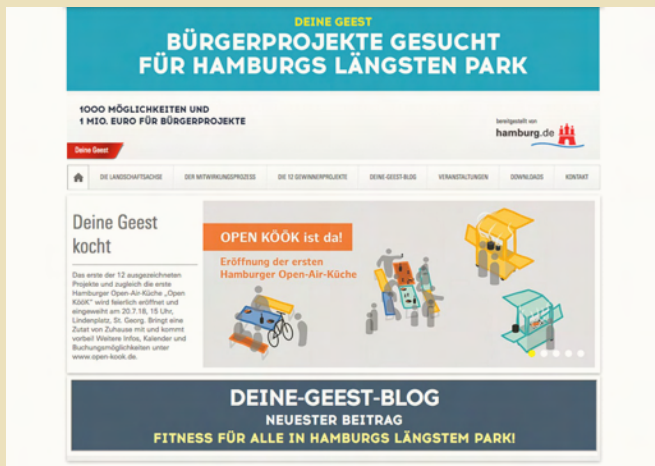 DEINE GEEST
BÜRGERPROJEKTE GESUCHT
FÜR HAMBURGS LÄNGSTEN PARK
1000 MÖGLICHKEITEN UND
1 MIO. EURO FÜR BÜRGERPROJEKTE
bereitgestellt von
hamburg.de
Deine Geest
DIE LANDSCHAFTSACHSE DER MITWIRKUNGSPROZESS DIE 12 GEWINNERPROJEKTE DEINE-GEEST-BLOG VERANSTALTUNGEN DOWNLOADS KONTAKT
Deine Geest
kocht
Das erste der 12 ausgezeichneten
Projekte und zugleich die erste
Hamburger Open-Air-Küche „Open
KööK" wird feierlich eröffnet und
eingeweiht am 20.7.18, 15 Uhr,
Lindenplatz, St. Georg. Bringt eine
Zutat von Zuhause mit und kommt
vorbei! Weitere Infos, Kalender und
Buchungsmöglichkeiten unter
www.open-kook.de.
OPEN KÖÖK ist da!
Eröffnung der ersten
Hamburger Open-Air-Küche
DEINE-GEEST-BLOG
NEUESTER BEITRAG
FITNESS FÜR ALLE IN HAMBURGS LÄNGSTEM PARK!